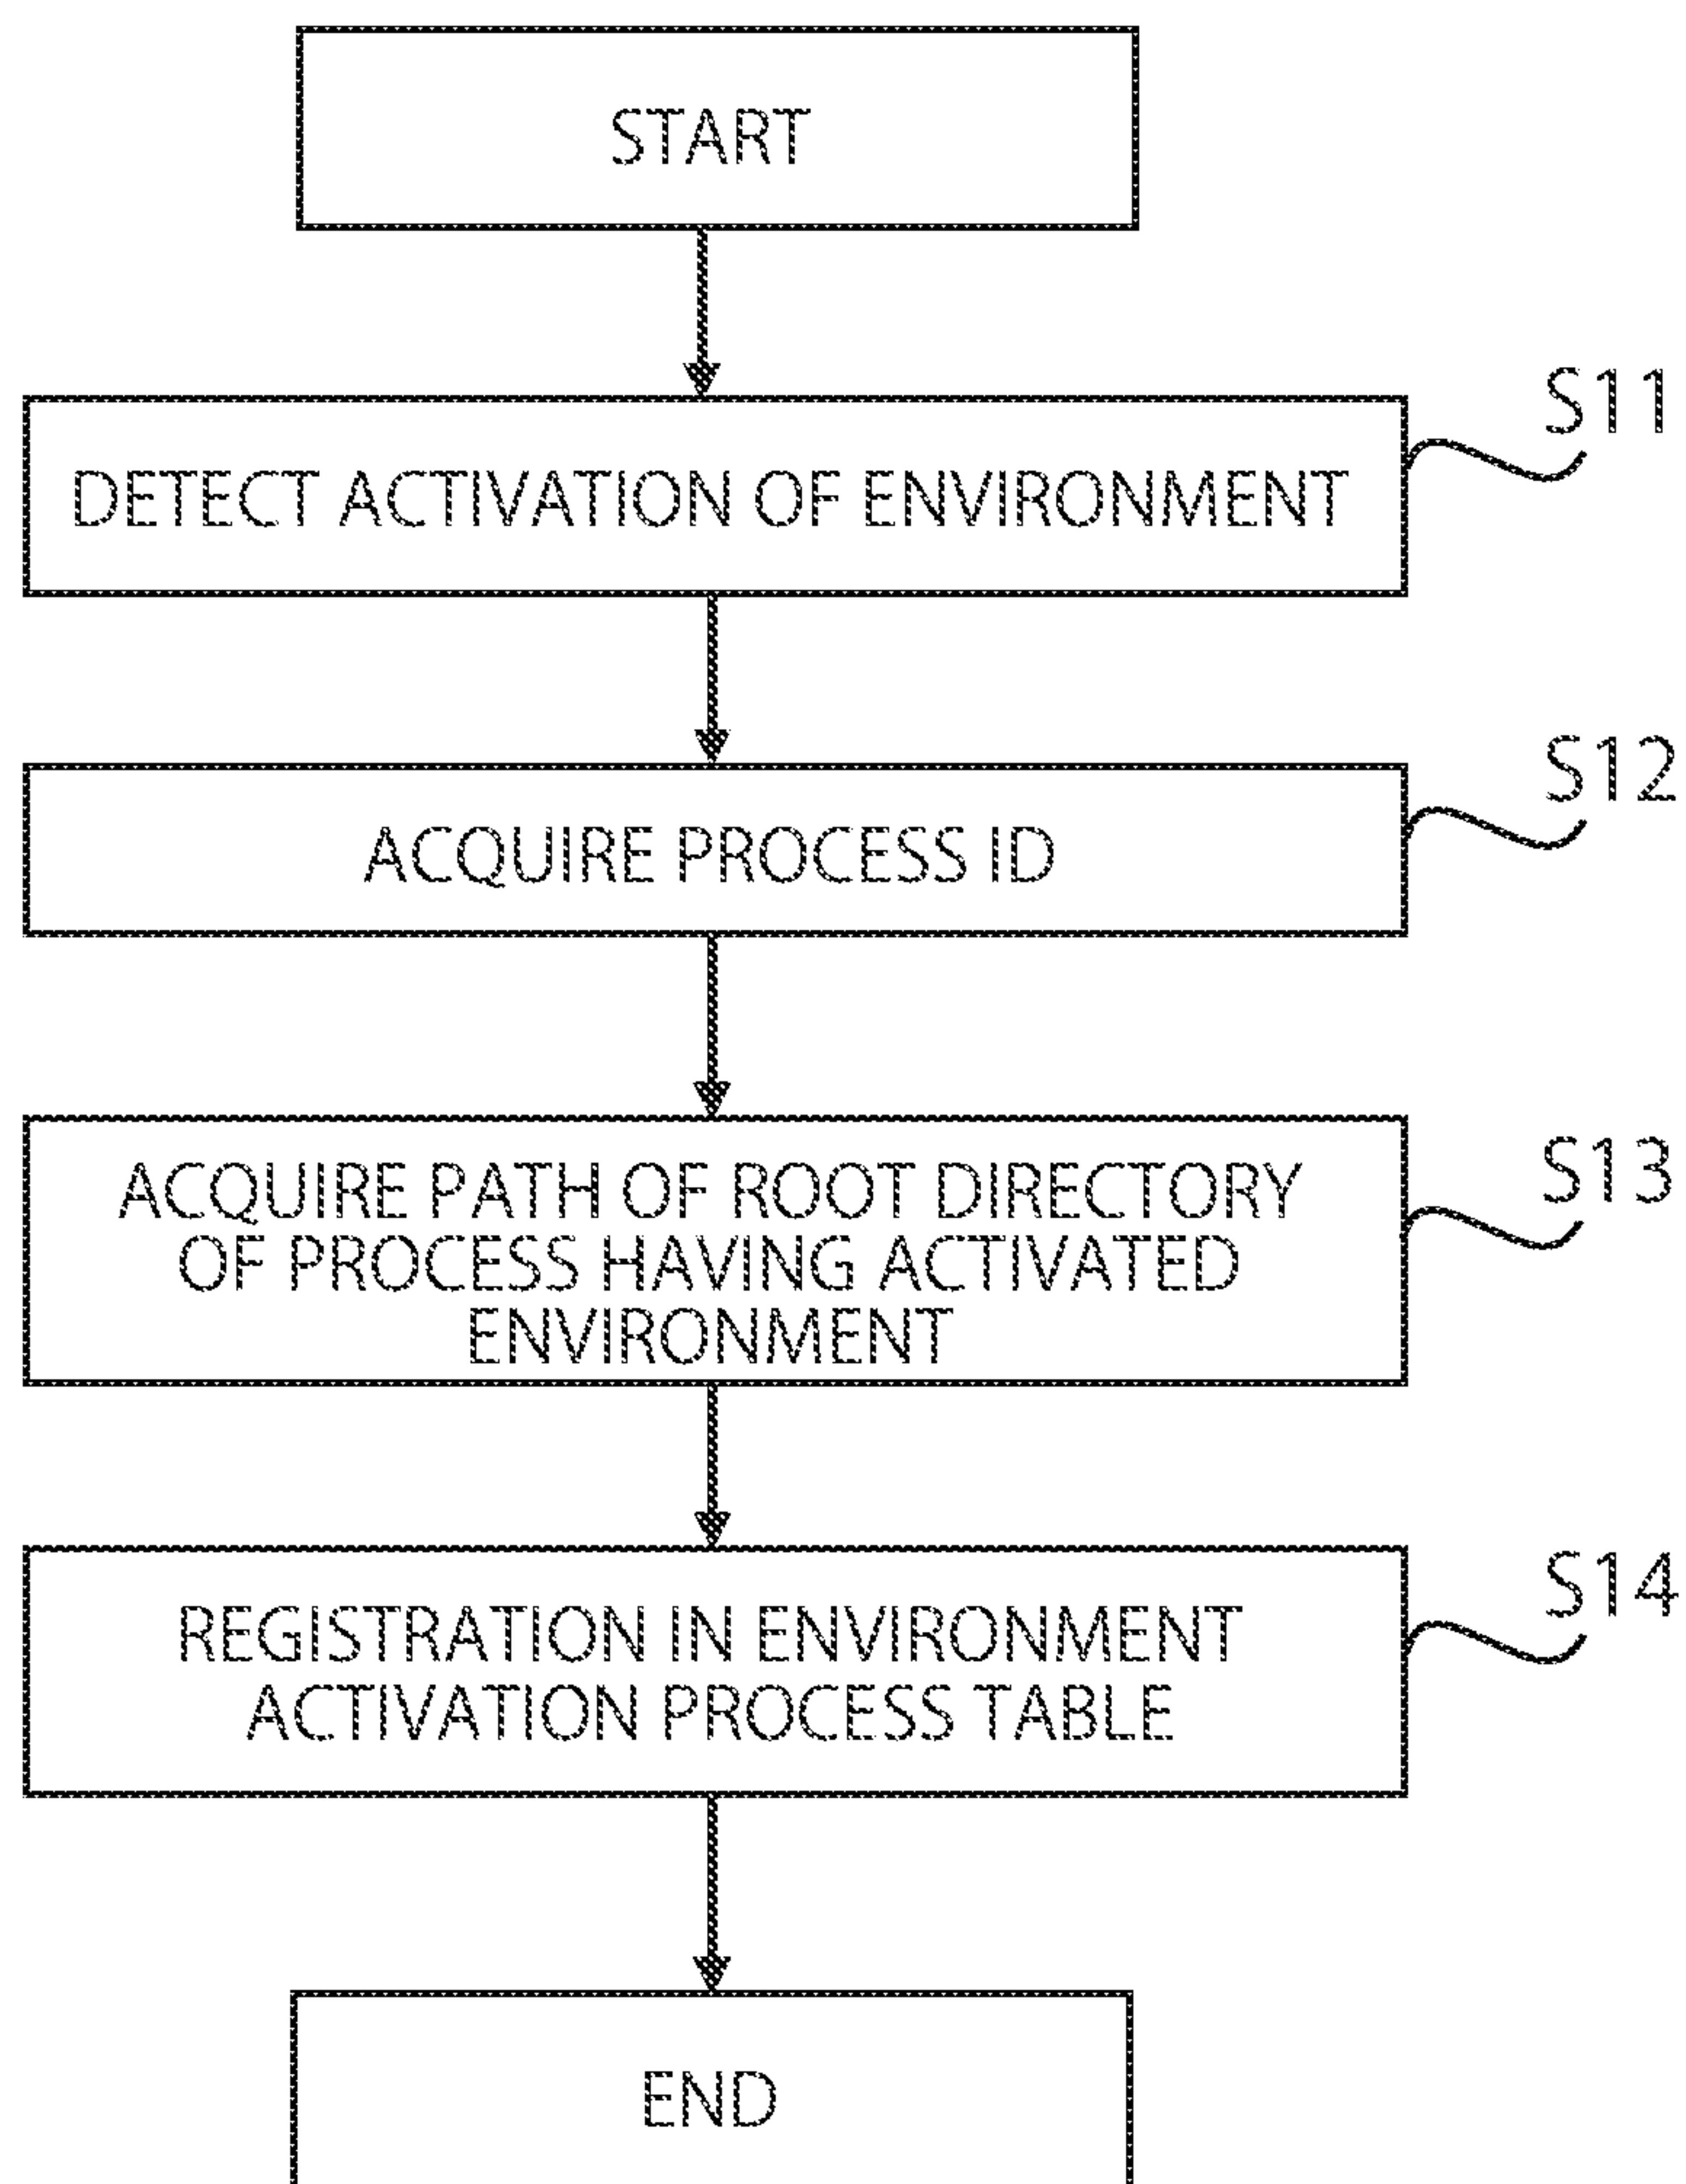 START
S11
DETECT ACTIVATION OF ENVIRONMENT
S12
ACQUIRE PROCESS ID
S13
ACQUIRE PATH OF ROOT DIRECTORY
OF PROCESS HAVING ACTIVATED
ENVIRONMENT
S14
REGISTRATION IN ENVIRONMENT
ACTIVATION PROCESS TABLE
END